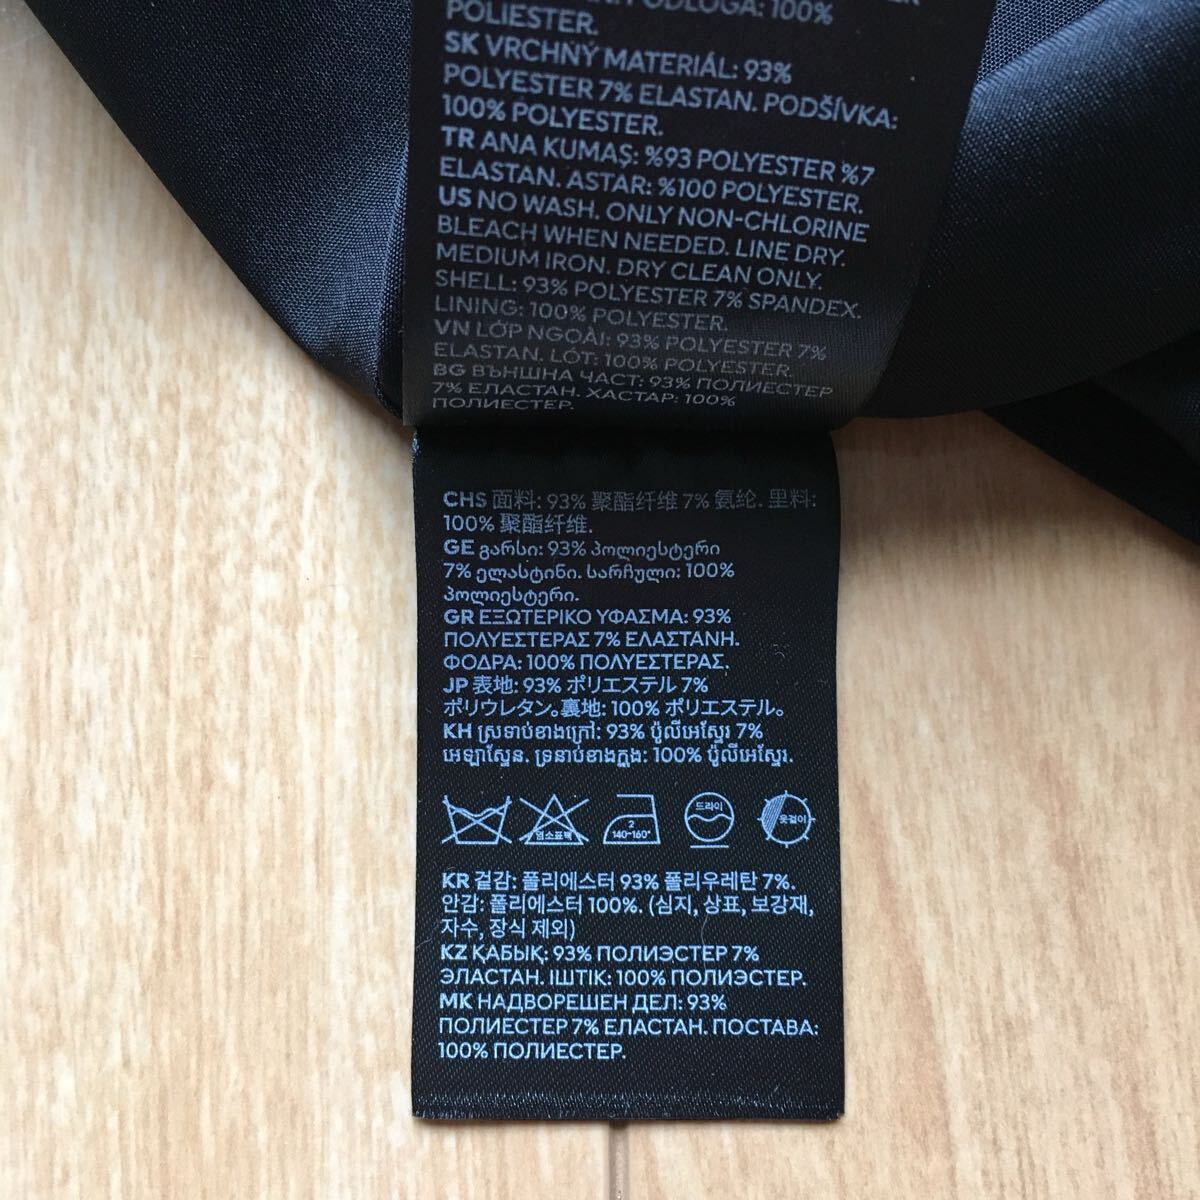 PODLOGA: 100%
POLIESTER.
SK VRCHNÝ MATERIÁL: 93%
POLYESTER 7% ELASTAN. PODŠÍVKA:
100% POLYESTER.
TR ANA KUMAŞ: %93 POLYESTER %7
ELASTAN. ASTAR: %100 POLYESTER.
US NO WASH. ONLY NON-CHLORINE
BLEACH WHEN NEEDED. LINE DRY.
MEDIUM IRON. DRY CLEAN ONLY.
SHELL: 93% POLYESTER 7% SPANDEX.
LINING: 100% POLYESTER.
VN LỚP NGOÀI: 93% POLYESTER 7%
ELASTAN. LÓT: 100% POLYESTER.
BG ВЪНШНА ЧАСТ: 93% ПОЛИЕСТЕР
7% ЕЛАСТАН. ХАСТАР: 100%
ПОЛИЕСТЕР.
CHS 面料: 93% 聚酯纤维 7% 氨纶. 里料:
100% 聚酯纤维.
GE გარსი: 93% პოლიესტერი
7% ელასტინი. სარჩული: 100%
პოლიესტერი.
GR ΕΞΩΤΕΡΙΚΟ ΥΦΑΣΜΑ: 93%
ΠΟΛΥΕΣΤΕΡΑΣ 7% ΕΛΑΣΤΑΝΗ.
ΦΟΔΡΑ: 100% ΠΟΛΥΕΣΤΕΡΑΣ.
JP 表地: 93% ポリエステル 7%
ポリウレタン。裏地: 100% ポリエステル。
KH ស្រទាប់ខាងក្រៅ: 93% ប៉ូលីអេស្ទែរ 7%
អេឡាស្ទែន. ទ្រនាប់ខាងក្នុង: 100% ប៉ូលីអេស្ទែរ.
염소표백 2 140-160° 드라이 옷걸이
KR 겉감: 폴리에스터 93% 폴리우레탄 7%.
안감: 폴리에스터 100%. (심지, 상표, 보강재,
자수, 장식 제외)
KZ ҚАБЫҚ: 93% ПОЛИЭСТЕР 7%
ЭЛАСТАН. ІШТІК: 100% ПОЛИЭСТЕР.
MK НАДВОРЕШЕН ДЕЛ: 93%
ПОЛИЕСТЕР 7% ЕЛАСТАН. ПОСТАВА:
100% ПОЛИЕСТЕР.